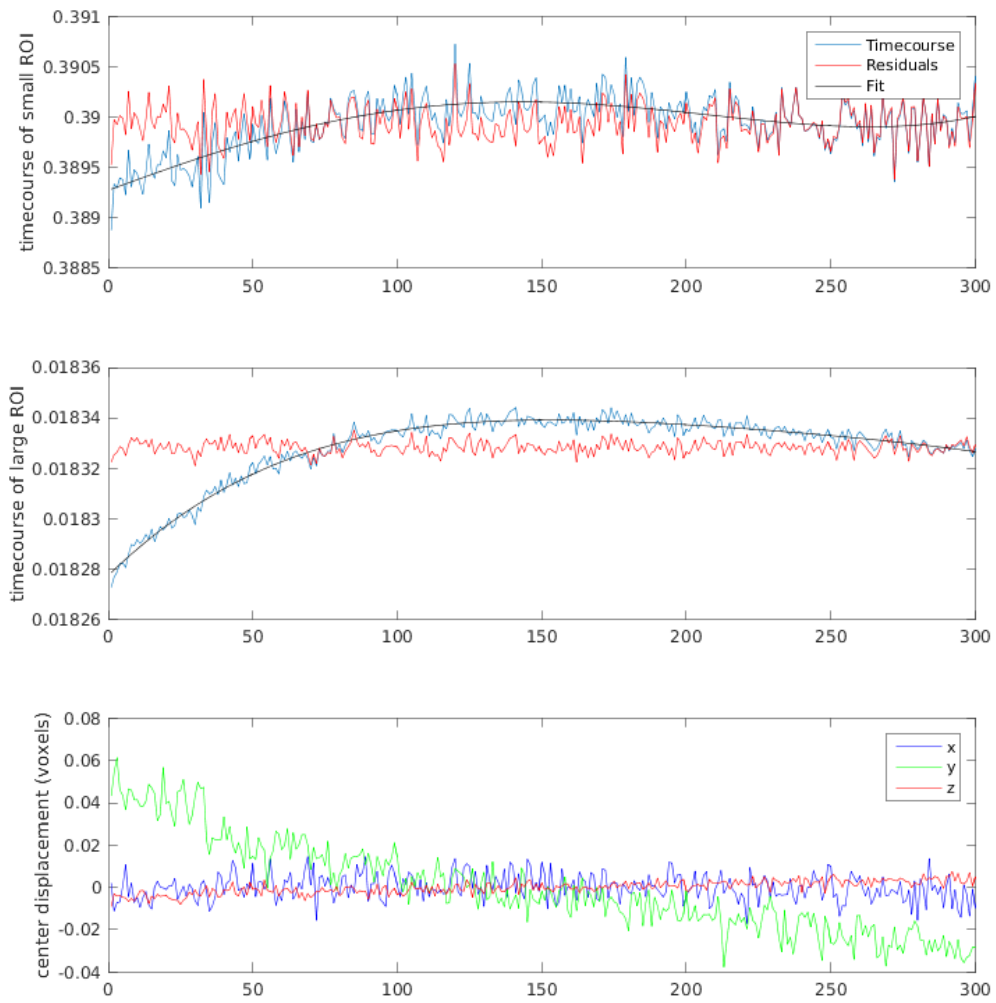 0.391
0.3905
0.39
0.3895
0.389
0.3885
timecourse of small ROI
Timecourse
Residuals
Fit
0 50 100 150 200 250 300
0.01836
0.01834
0.01832
0.0183
0.01828
0.01826
timecourse of large ROI
0 50 100 150 200 250 300
0.08
0.06
0.04
0.02
0
-0.02
-0.04
center displacement (voxels)
x
y
z
0 50 100 150 200 250 300